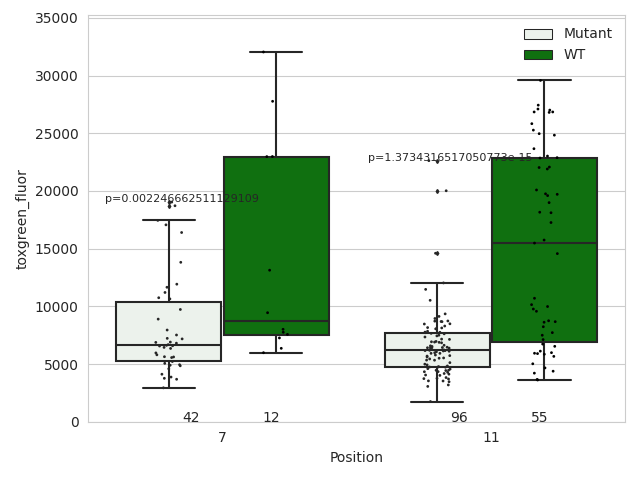 35000
30000
25000
20000
15000
10000
5000
0
toxgreen_fluor
Mutant
WT
p=0.002246662511129109
p=1.3734316517050773e-15
42
12
96
55
7
11
Position